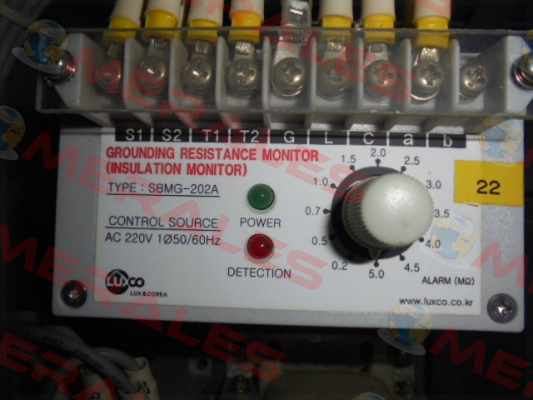 S1 S2 T1 T2 G L C a b
GROUNDING RESISTANCE MONITOR
(INSULATION MONITOR)
TYPE : SBMG-202A
CONTROL SOURCE
AC 220V 1Ø50/60Hz
POWER
DETECTION
0.2 0.5 0.7 1.0 1.5 2.0 2.5 3.0 4.0 4.5 5.0
ALARM (MΩ)
22
LUXCO
LUX&COREA
www.luxco.co.kr
MERALES